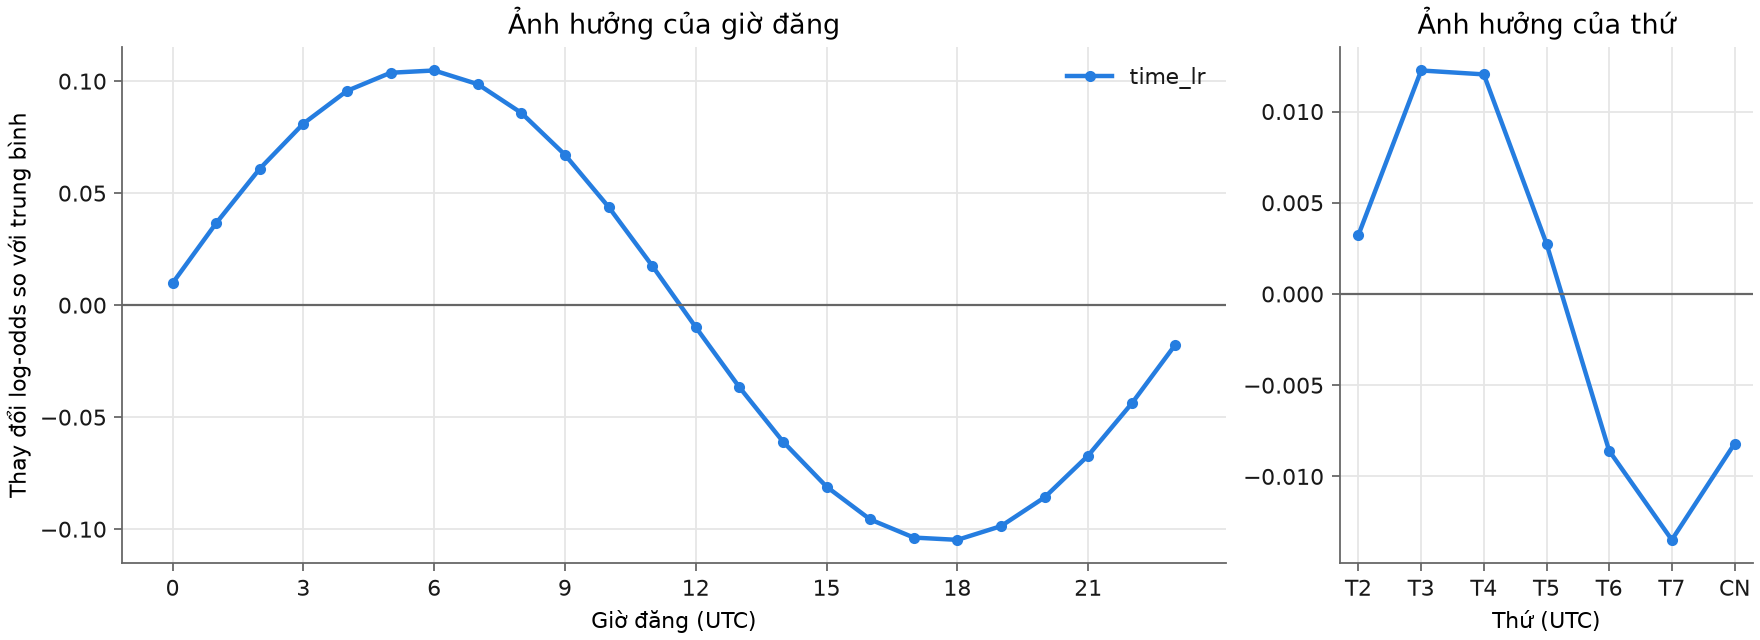 Ảnh hưởng của giờ đăng
Thay đổi log-odds so với trung bình
0.10
0.05
0.00
−0.05
−0.10
time_lr
0 3 6 9 12 15 18 21
Giờ đăng (UTC)
Ảnh hưởng của thứ
0.010
0.005
0.000
−0.005
−0.010
T2 T3 T4 T5 T6 T7 CN
Thứ (UTC)